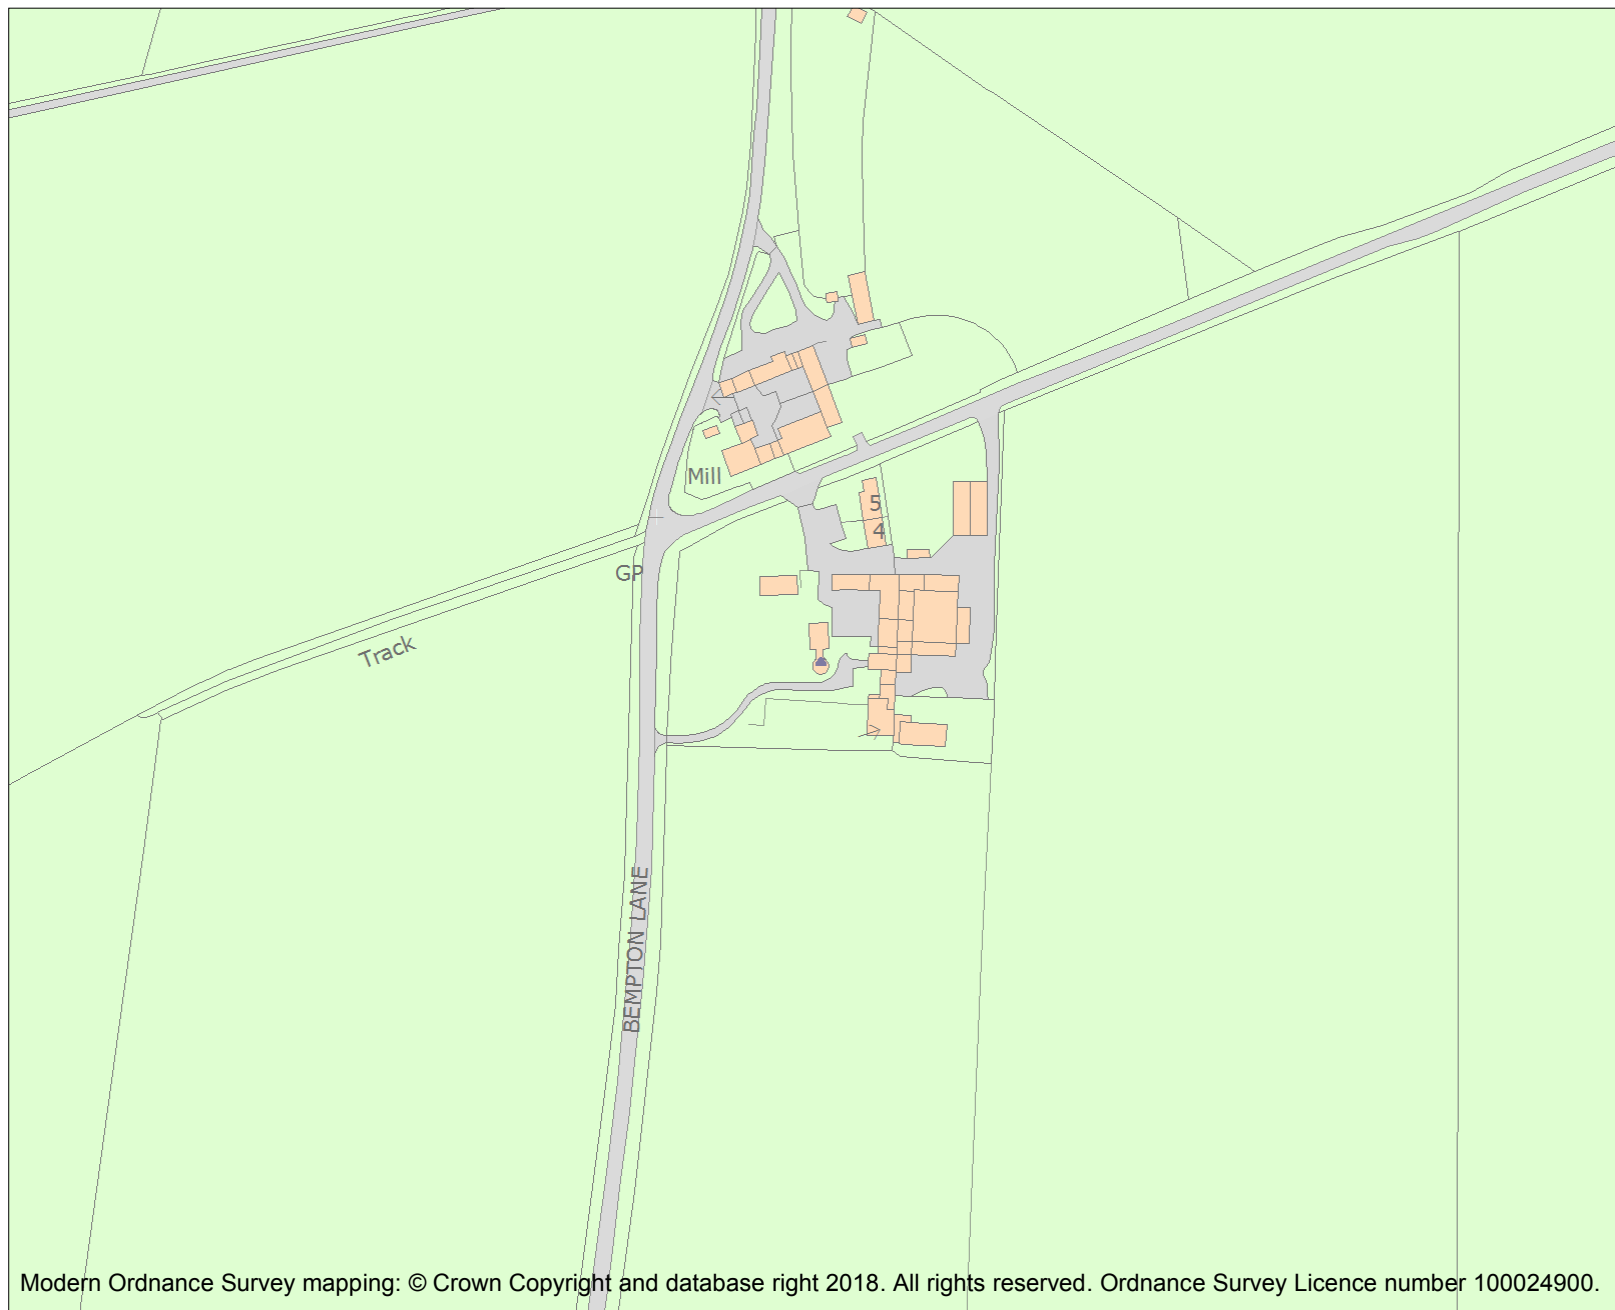 Mill
5
4
GP
Track
BEMPTON LANE
Modern Ordnance Survey mapping: © Crown Copyright and database right 2018. All rights reserved. Ordnance Survey Licence number 100024900.